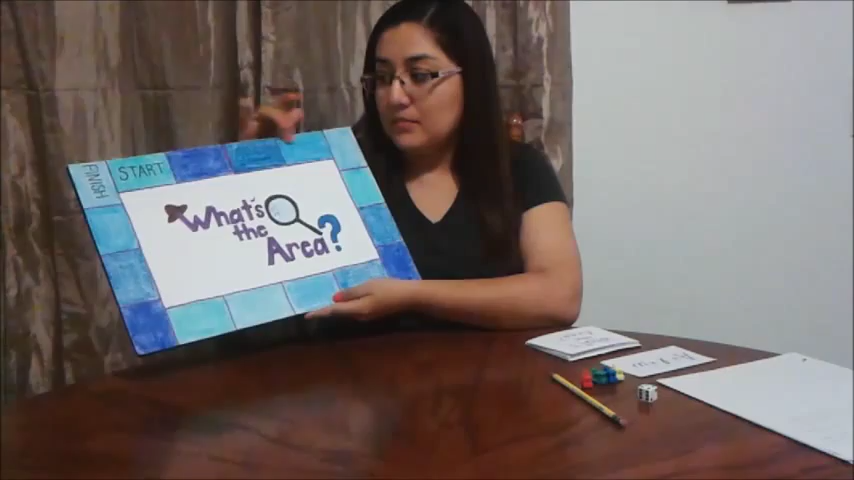 FINISH
START
What's
the
Area?